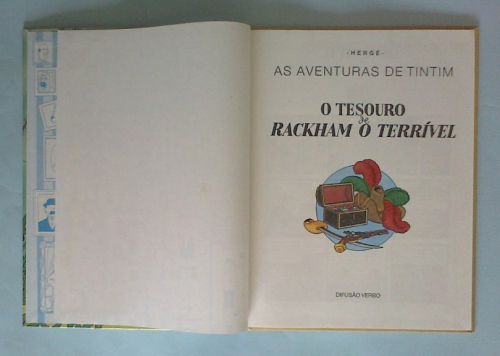 - HERGÉ -
AS AVENTURAS DE TINTIM
O TESOURO
de
RACKHAM O TERRÍVEL
DIFUSÃO VERBO